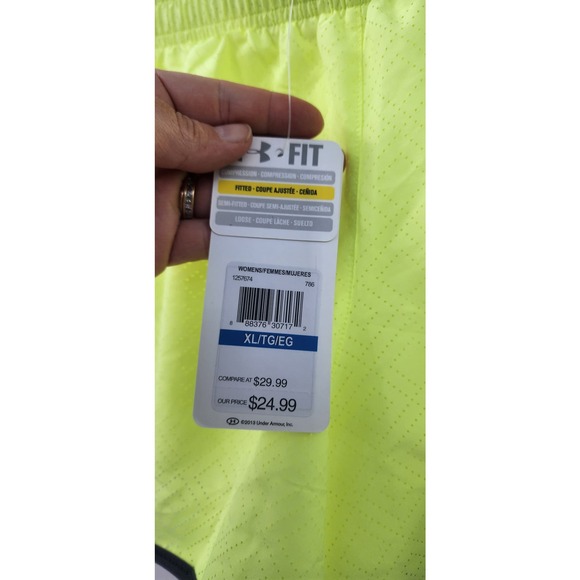 FIT
COMPRESSION · COMPRESSION · COMPRESIÓN
FITTED · COUPE AJUSTÉE · CEÑIDA
SEMI-FITTED · COUPE SEMI-AJUSTÉE · SEMICEÑIDA
LOOSE · COUPE LÂCHE · SUELTO
WOMENS/FEMMES/MUJERES
1257674 786
8 88376 30717 2
XL/TG/EG
COMPARE AT $29.99
OUR PRICE $24.99
©2013 Under Armour, Inc.